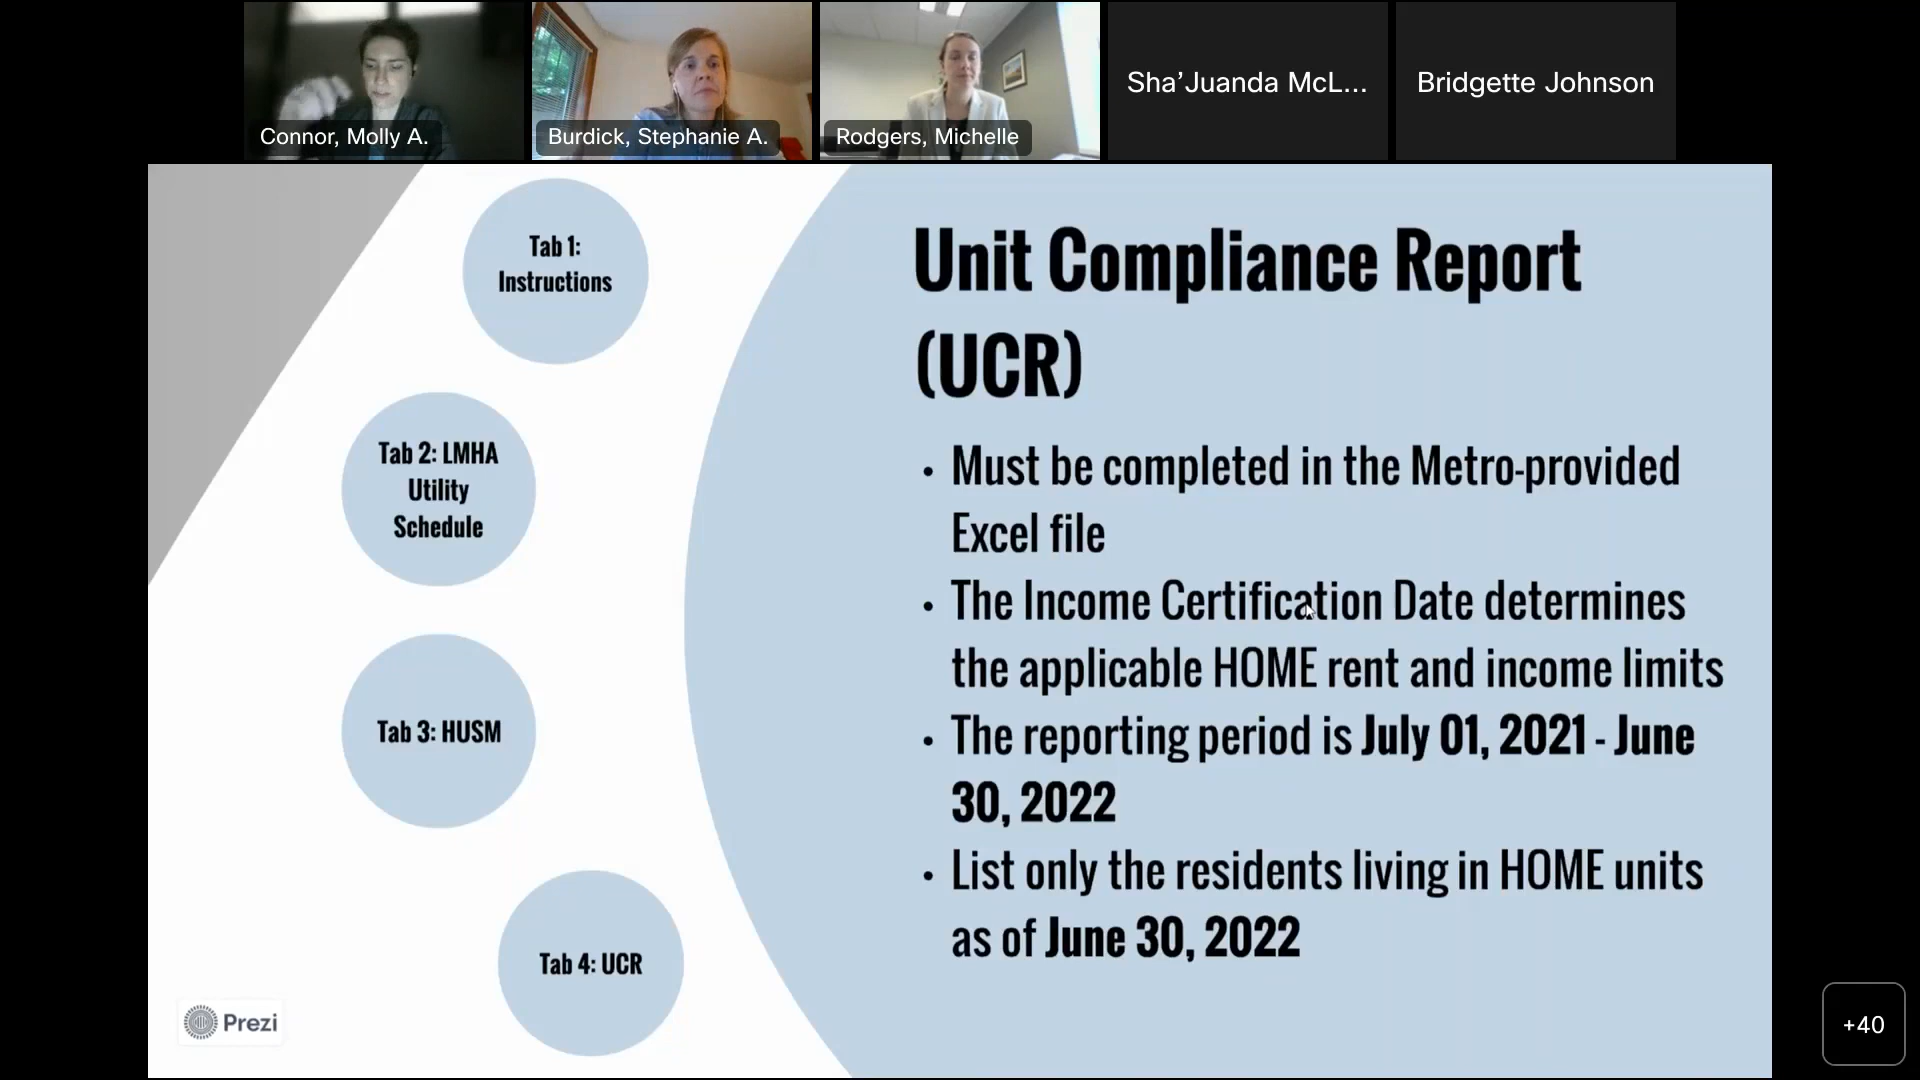 Connor, Molly A.
Burdick, Stephanie A.
Rodgers, Michelle
Sha’Juanda McL...
Bridgette Johnson
Tab 1:
Instructions
Tab 2: LMHA
Utility
Schedule
Tab 3: HUSM
Tab 4: UCR
Prezi
Unit Compliance Report
(UCR)
• Must be completed in the Metro-provided
Excel file
• The Income Certification Date determines
the applicable HOME rent and income limits
• The reporting period is July 01, 2021 - June
30, 2022
• List only the residents living in HOME units
as of June 30, 2022
+40